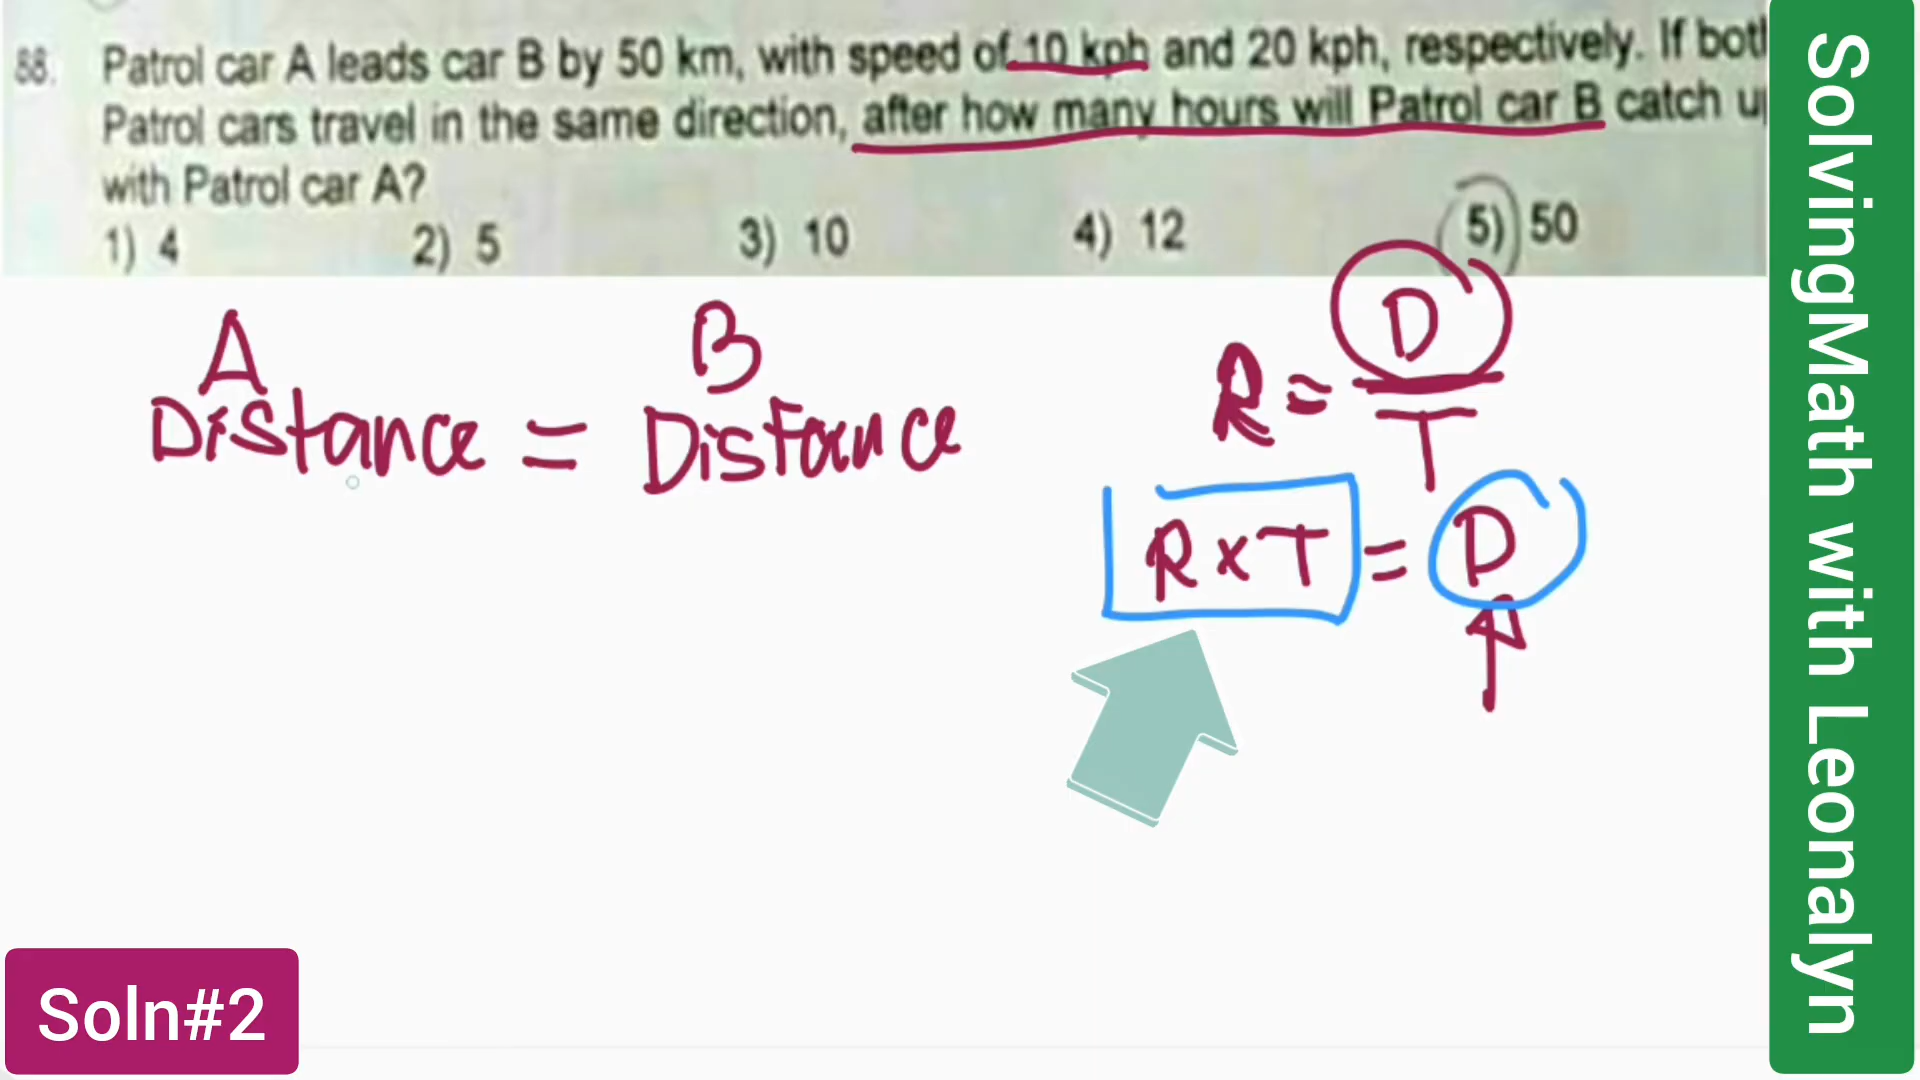 88. Patrol car A leads car B by 50 km, with speed of 10 kph and 20 kph, respectively. If both
Patrol cars travel in the same direction, after how many hours will Patrol car B catch u
with Patrol car A?
1) 4 2) 5 3) 10 4) 12 5) 50
A B
Distance = Distance
R = D
T
R x T = D
Soln#2
SolvingMath with Leonalyn